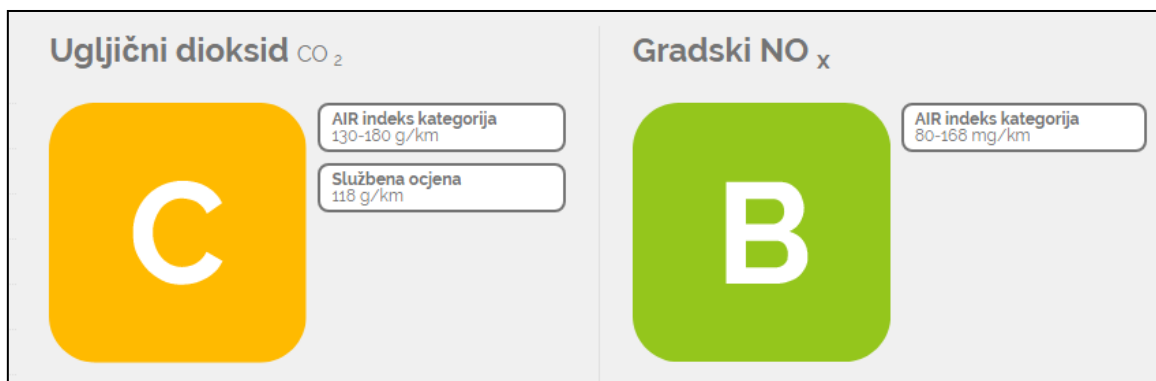 Ugljični dioksid CO 2
C
AIR indeks kategorija
130-180 g/km
Službena ocjena
118 g/km
Gradski NO X
B
AIR indeks kategorija
80-168 mg/km